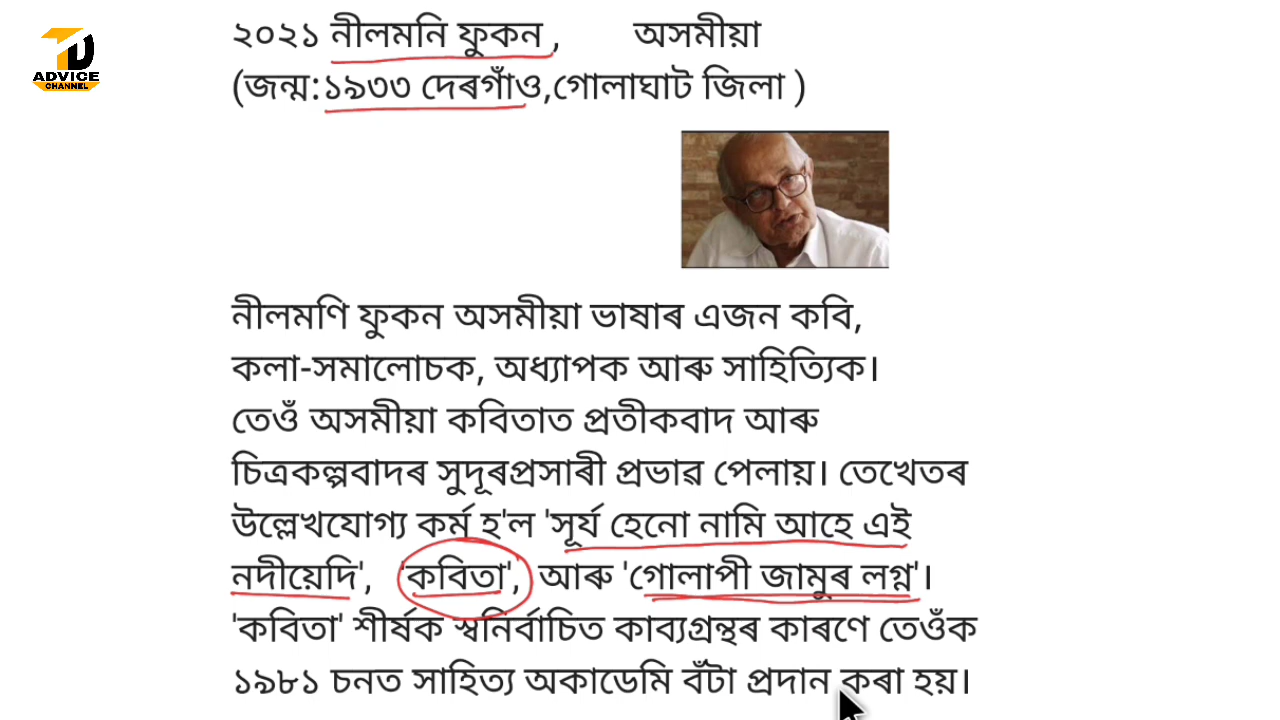 TD
ADVICE
CHANNEL
২০২১ নীলমনি ফুকন , অসমীয়া
(জন্ম:১৯৩৩ দেৰগাঁও,গোলাঘাট জিলা )
নীলমণি ফুকন অসমীয়া ভাষাৰ এজন কবি,
কলা-সমালোচক, অধ্যাপক আৰু সাহিত্যিক।
তেওঁ অসমীয়া কবিতাত প্ৰতীকবাদ আৰু
চিত্ৰকল্পবাদৰ সুদূৰপ্ৰসাৰী প্ৰভাৱ পেলায়। তেখেতৰ
উল্লেখযোগ্য কৰ্ম হ'ল 'সূৰ্য হেনো নামি আহে এই
নদীয়েদি', 'কবিতা', আৰু 'গোলাপী জামুৰ লগ্ন'।
'কবিতা' শীৰ্ষক স্বনিৰ্বাচিত কাব্যগ্ৰন্থৰ কাৰণে তেওঁক
১৯৮১ চনত সাহিত্য অকাডেমি বঁটা প্ৰদান কৰা হয়।